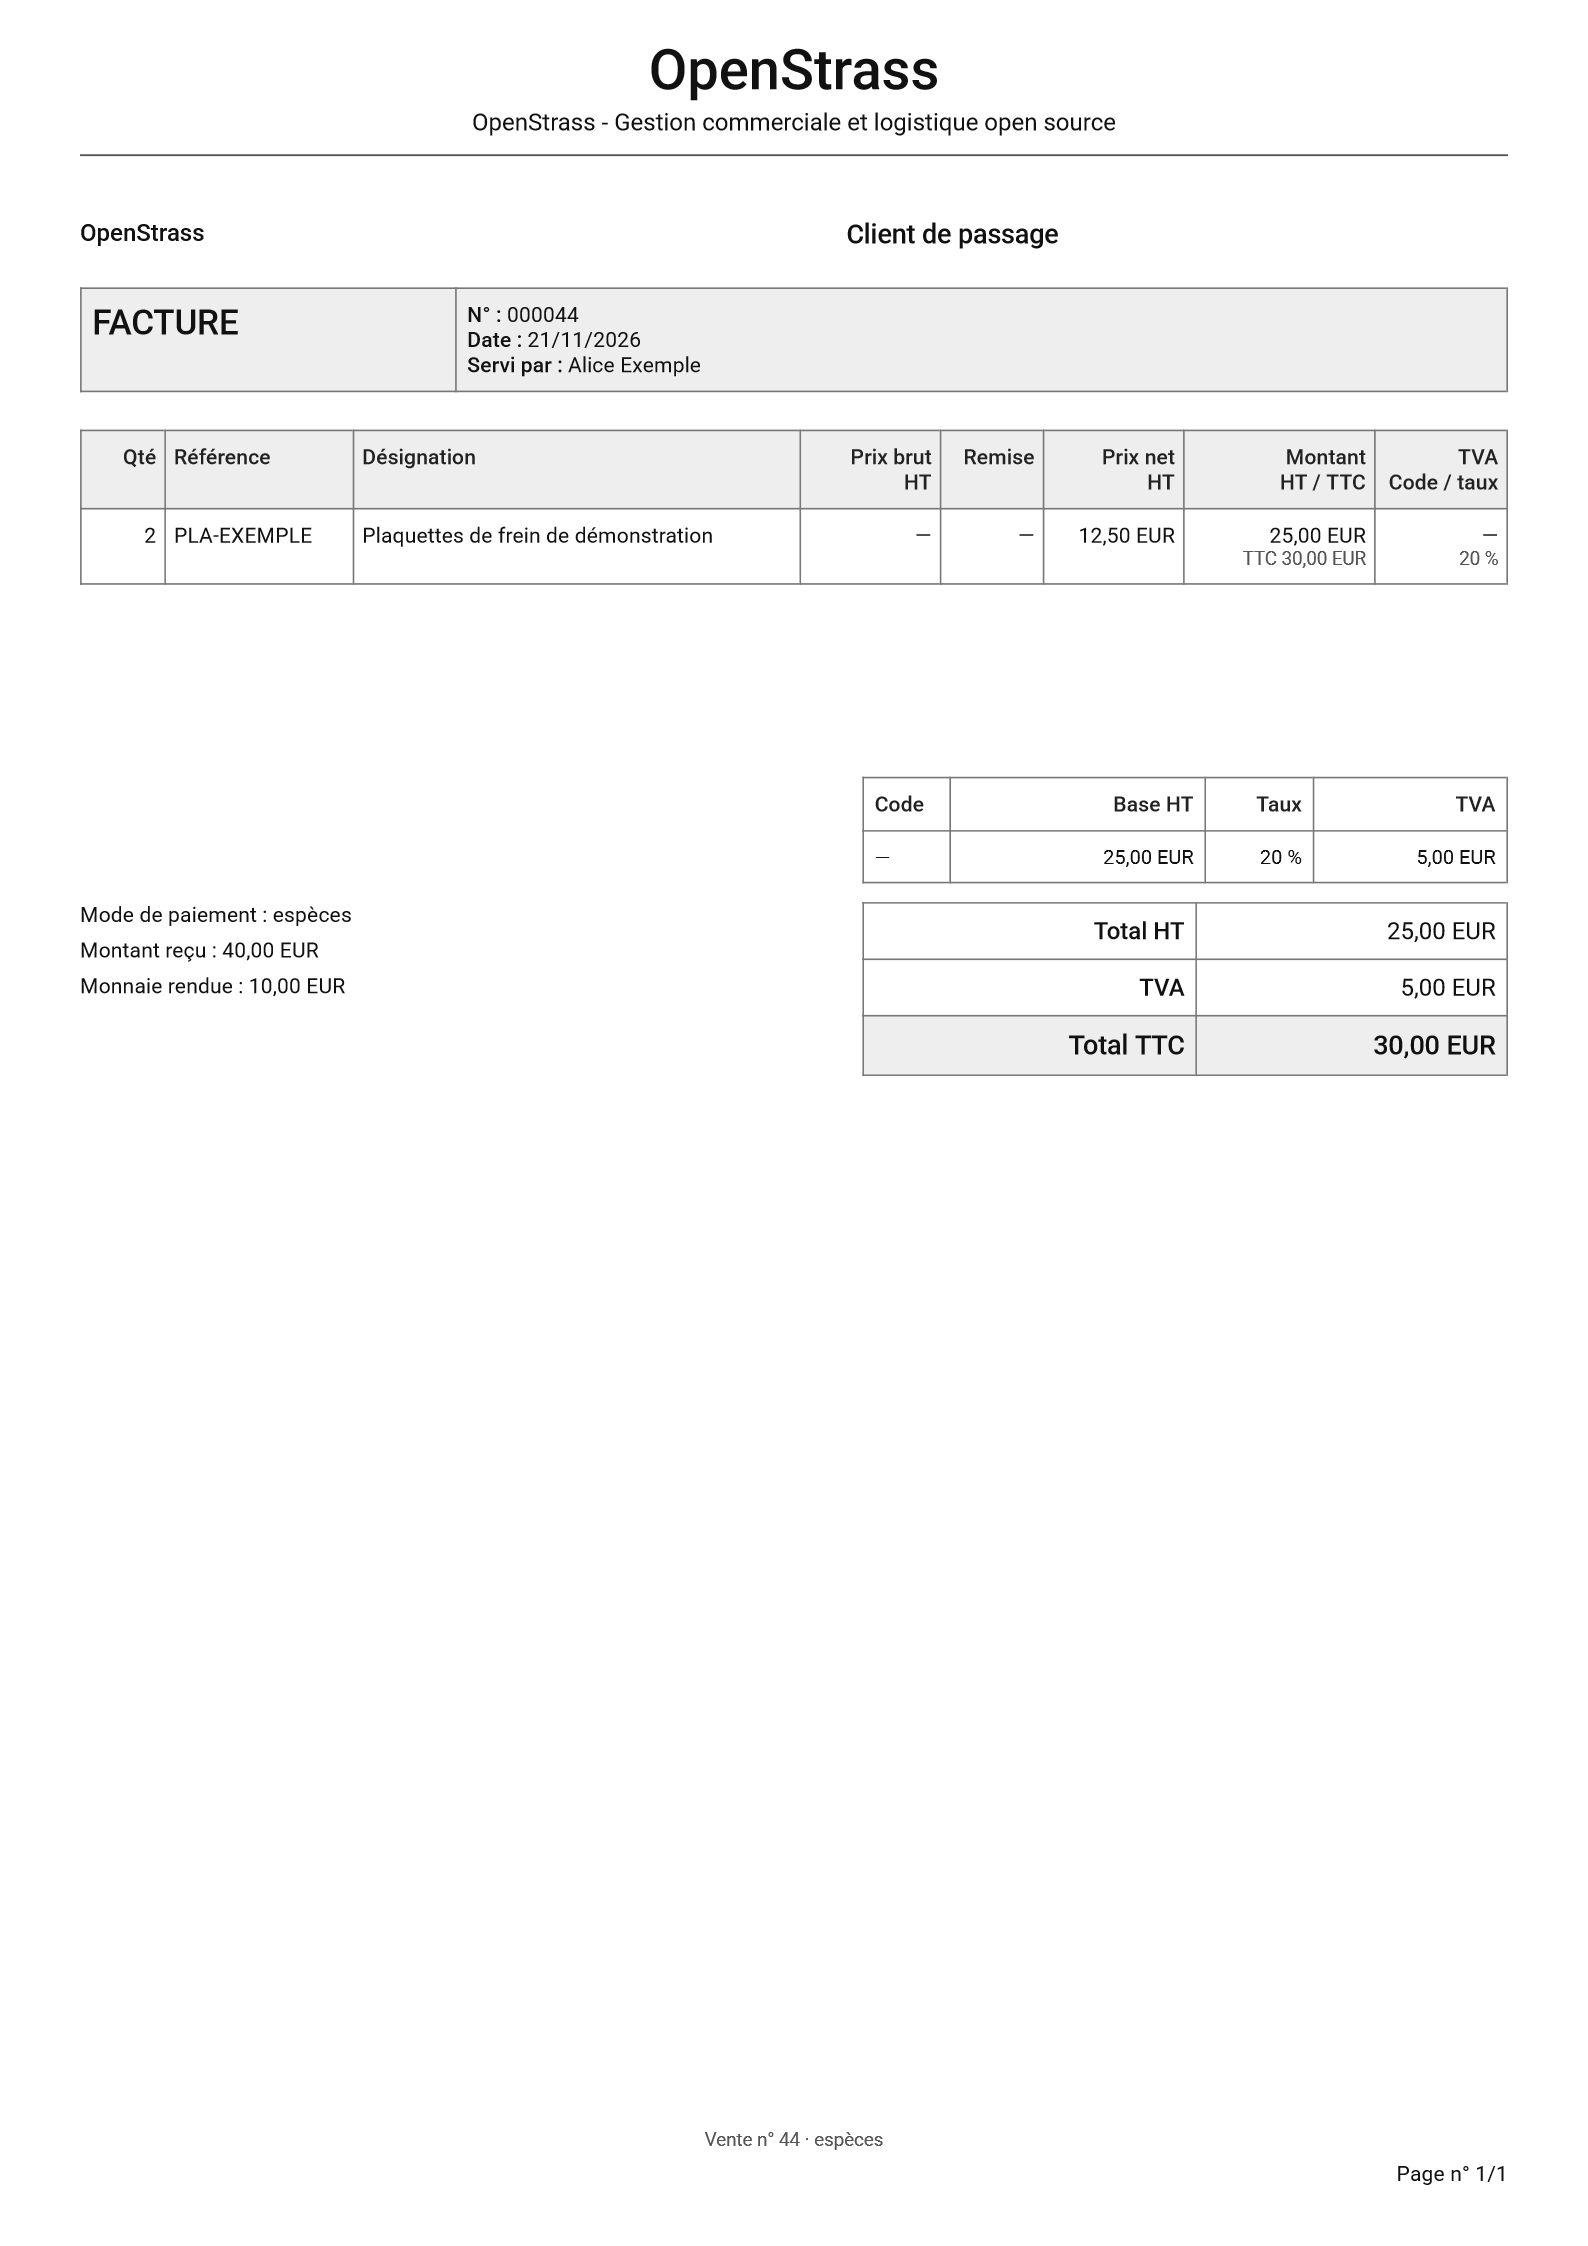 OpenStrass
OpenStrass - Gestion commerciale et logistique open source
OpenStrass
Client de passage
FACTURE
N° : 000044
Date : 21/11/2026
Servi par : Alice Exemple
Qté Référence Désignation Prix brut HT Remise Prix net HT Montant HT / TTC TVA Code / taux
2 PLA-EXEMPLE Plaquettes de frein de démonstration — — 12,50 EUR 25,00 EUR —
TTC 30,00 EUR 20 %
Code Base HT Taux TVA
— 25,00 EUR 20 % 5,00 EUR
Mode de paiement : espèces
Montant reçu : 40,00 EUR
Monnaie rendue : 10,00 EUR
Total HT 25,00 EUR
TVA 5,00 EUR
Total TTC 30,00 EUR
Vente n° 44 · espèces
Page n° 1/1